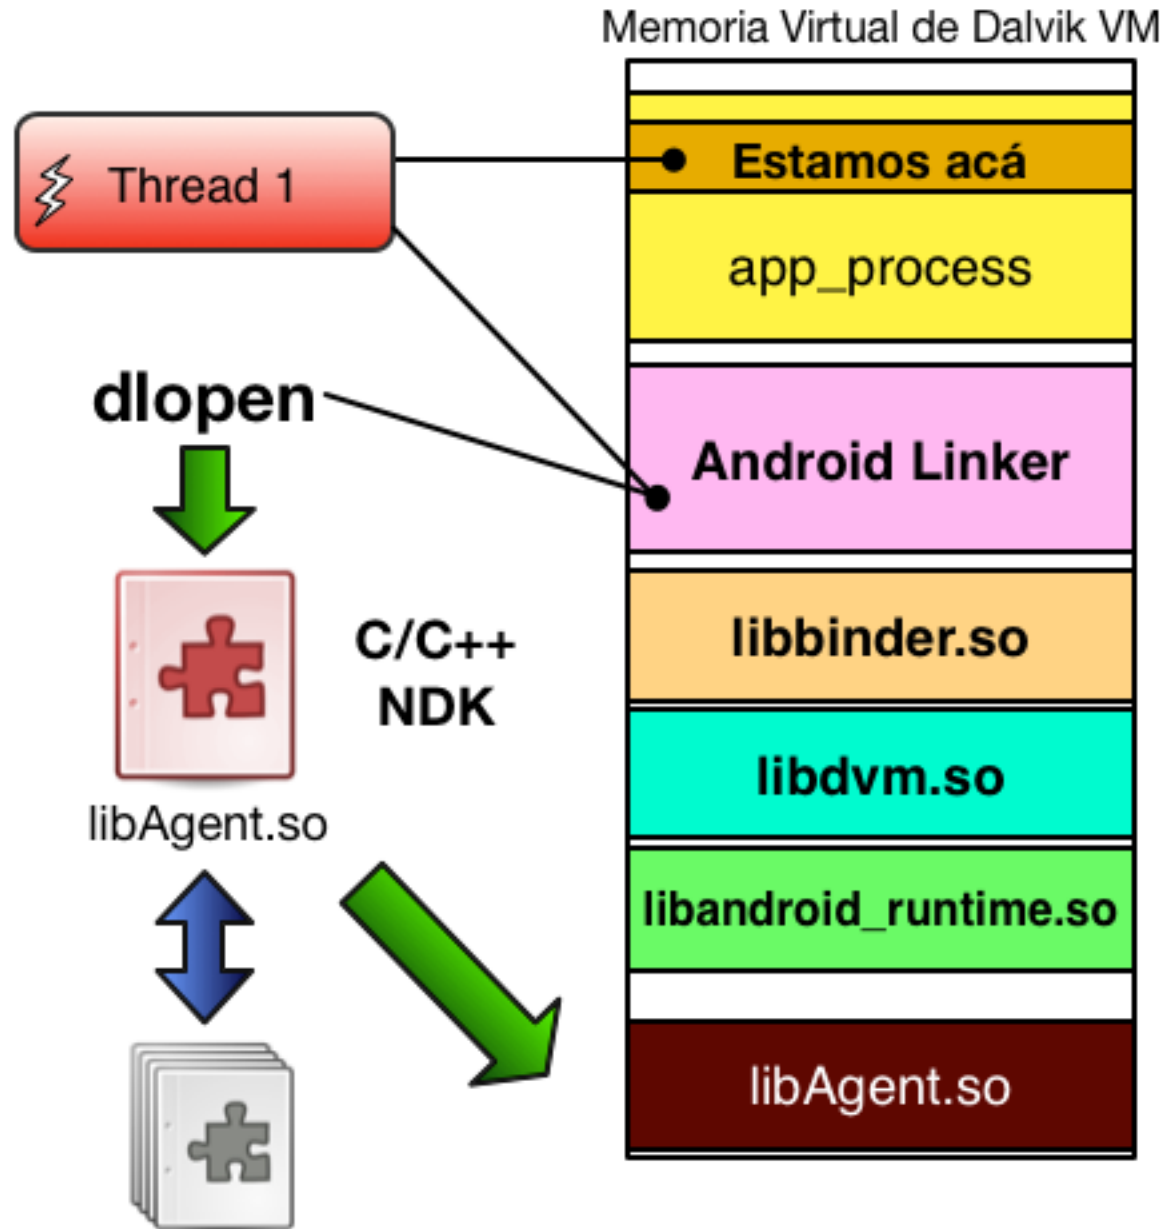 Memoria Virtual de Dalvik VM
Thread 1
Estamos acá
app_process
dlopen
Android Linker
C/C++
NDK
libbinder.so
libdvm.so
libAgent.so
libandroid_runtime.so
libAgent.so